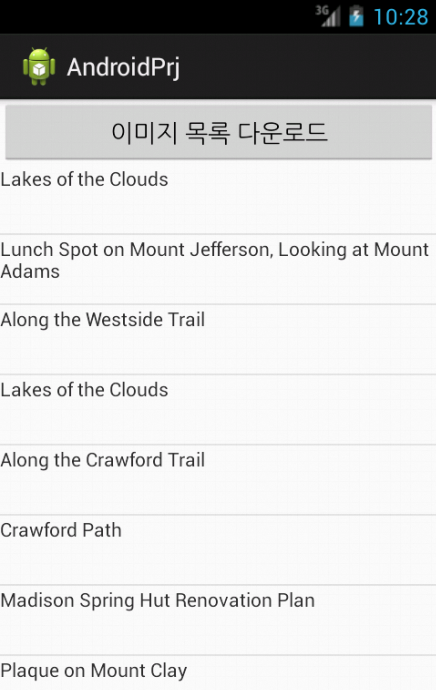 3G 10:28
AndroidPrj
이미지 목록 다운로드
Lakes of the Clouds
Lunch Spot on Mount Jefferson, Looking at Mount
Adams
Along the Westside Trail
Lakes of the Clouds
Along the Crawford Trail
Crawford Path
Madison Spring Hut Renovation Plan
Plaque on Mount Clay